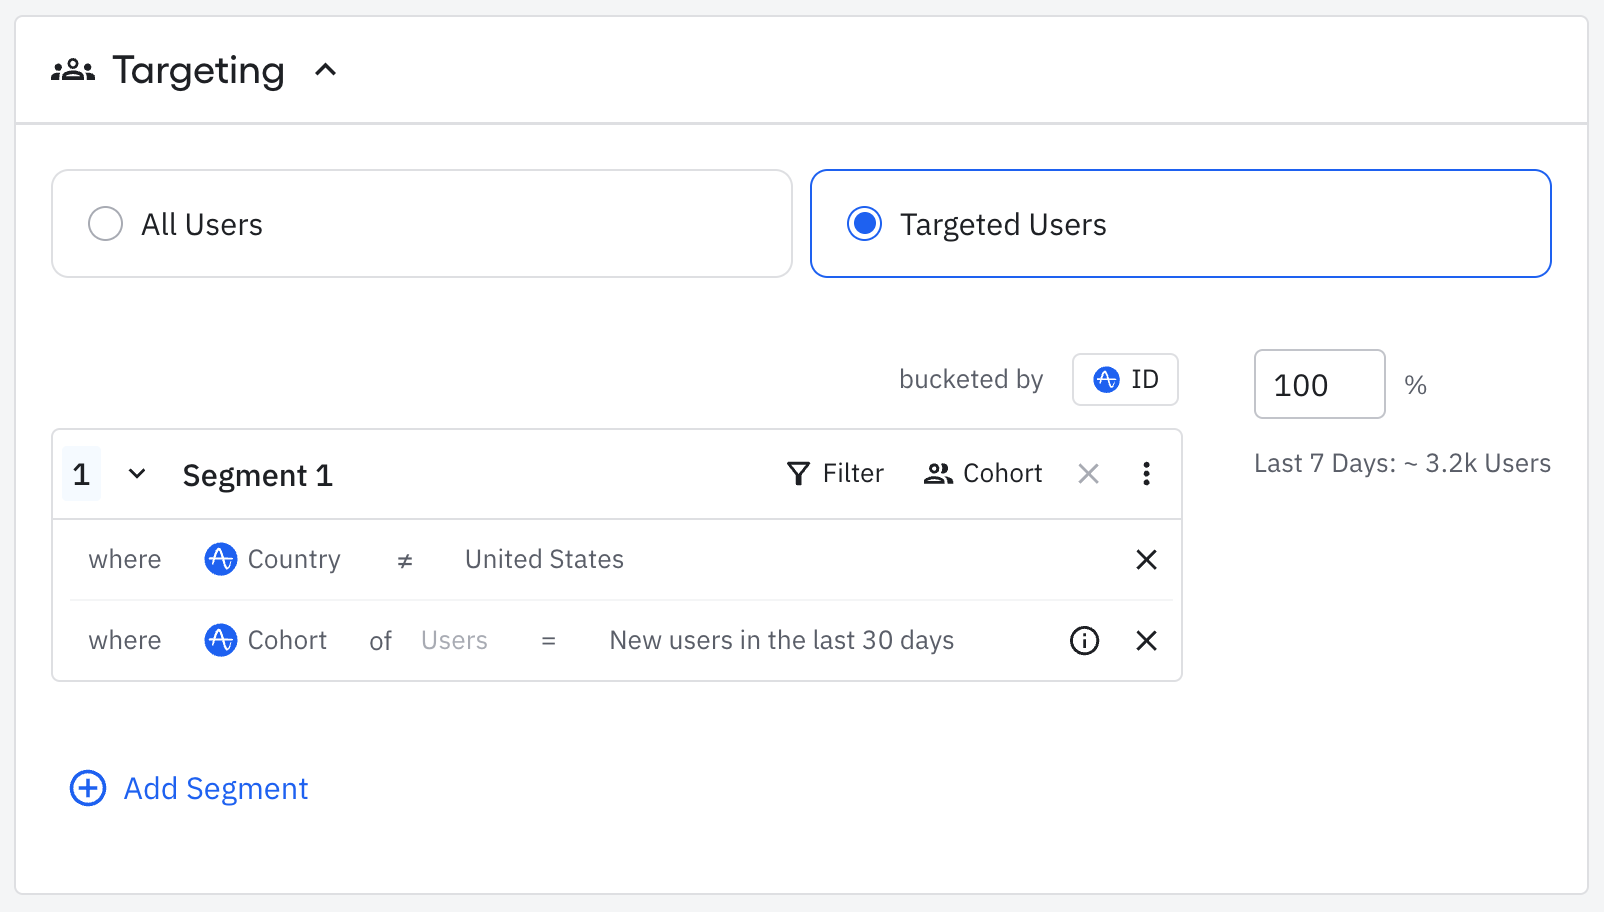 Targeting
All Users
Targeted Users
bucketed by ID 100 %
Last 7 Days: ~ 3.2k Users
1 Segment 1 Filter Cohort
where Country ≠ United States
where Cohort of Users = New users in the last 30 days
Add Segment